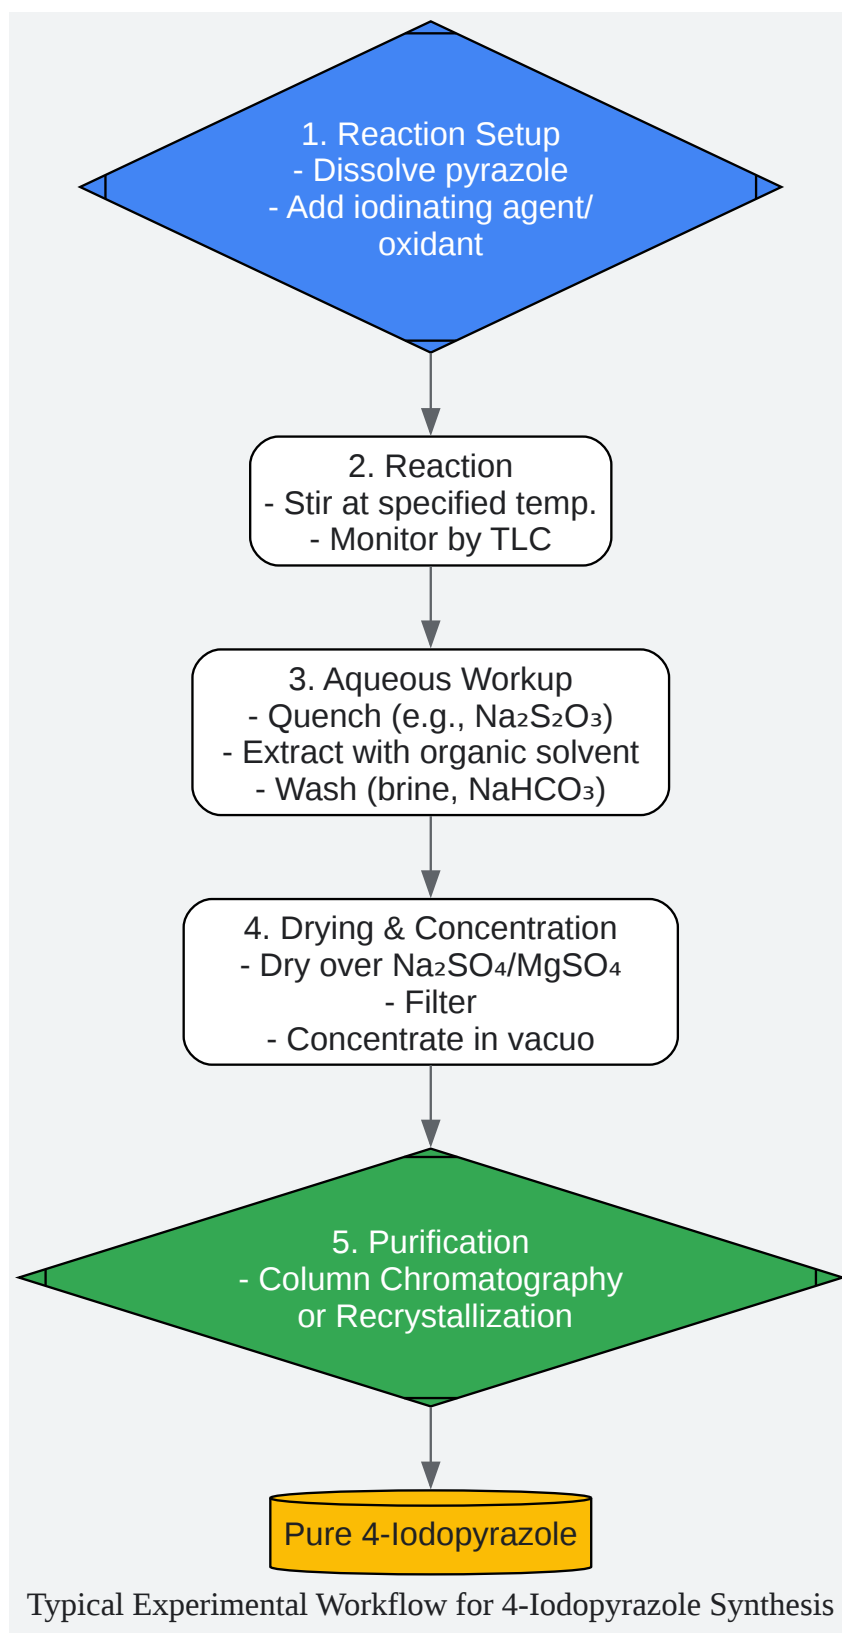 1. Reaction Setup
- Dissolve pyrazole
- Add iodinating agent/
oxidant
2. Reaction
- Stir at specified temp.
- Monitor by TLC
3. Aqueous Workup
- Quench (e.g., Na₂S₂O₃)
- Extract with organic solvent
- Wash (brine, NaHCO₃)
4. Drying & Concentration
- Dry over Na₂SO₄/MgSO₄
- Filter
- Concentrate in vacuo
5. Purification
- Column Chromatography
or Recrystallization
Pure 4-Iodopyrazole
Typical Experimental Workflow for 4-Iodopyrazole Synthesis